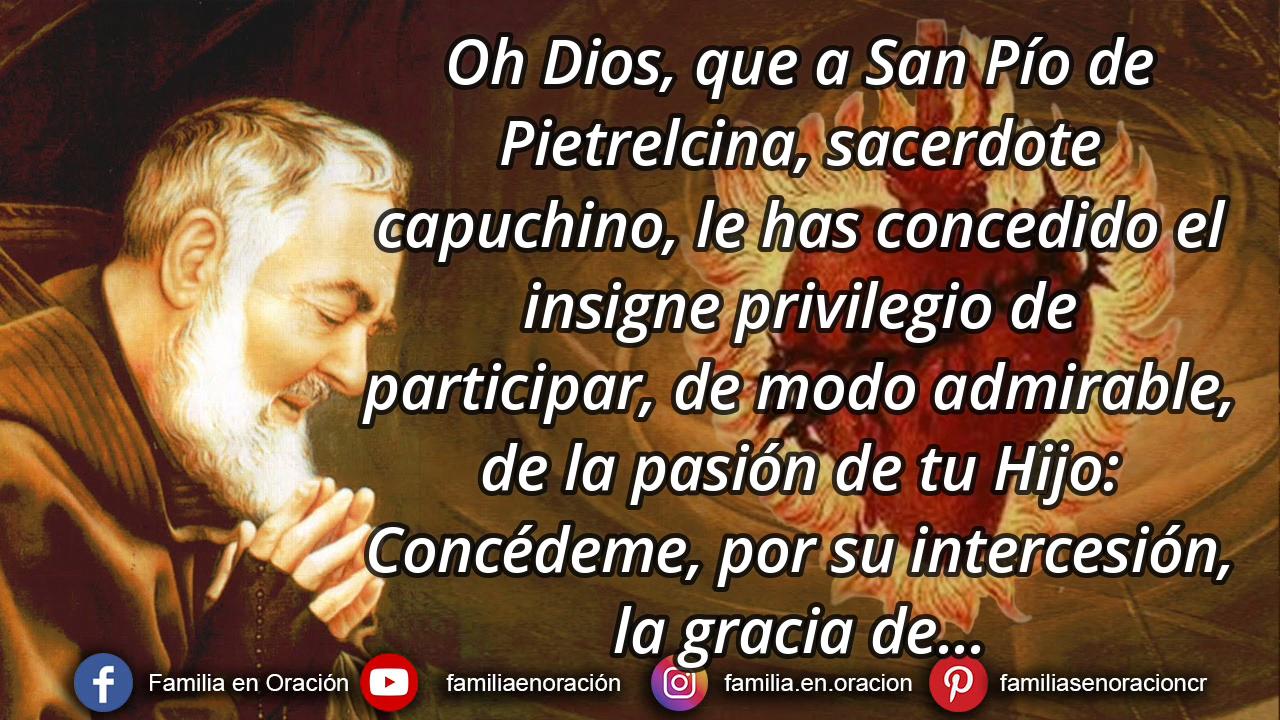 Oh Dios, que a San Pío de
Pietrelcina, sacerdote
capuchino, le has concedido el
insigne privilegio de
participar, de modo admirable,
de la pasión de tu Hijo:
Concédeme, por su intercesión,
la gracia de...
Familia en Oración familiaenoración familia.en.oracion familiasenoracioncr